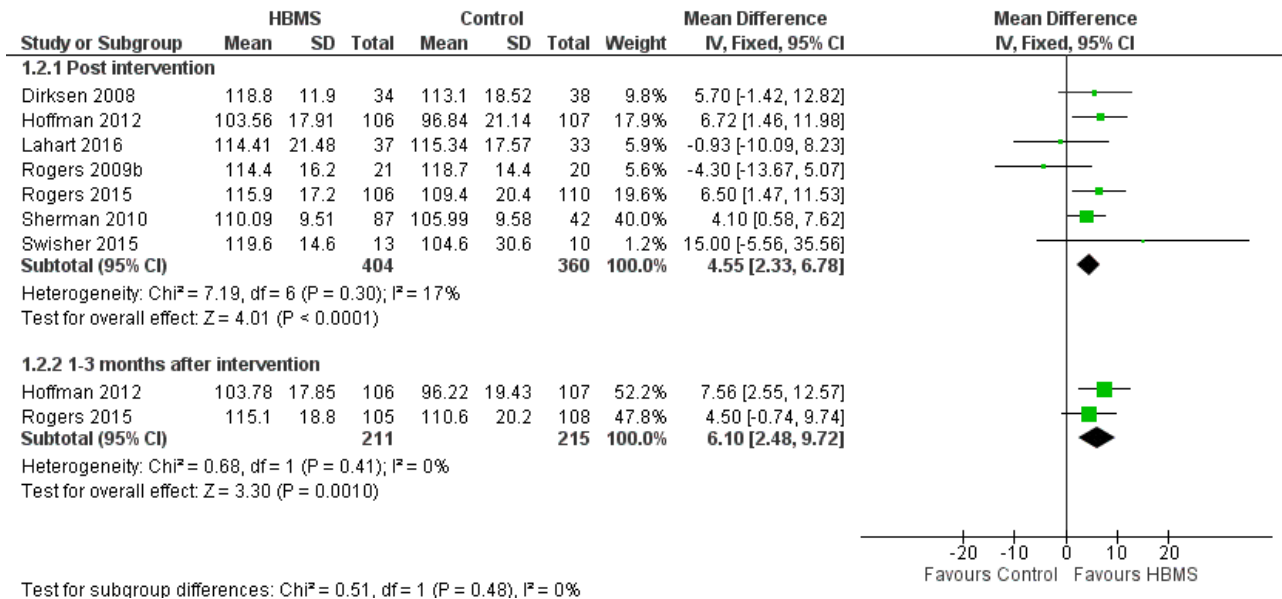 HBMS Control Mean Difference Mean Difference
Study or Subgroup Mean SD Total Mean SD Total Weight IV, Fixed, 95% CI IV, Fixed, 95% CI
1.2.1 Post intervention
Dirksen 2008 118.8 11.9 34 113.1 18.52 38 9.8% 5.70 [-1.42, 12.82]
Hoffman 2012 103.56 17.91 106 96.84 21.14 107 17.9% 6.72 [1.46, 11.98]
Lahart 2016 114.41 21.48 37 115.34 17.57 33 5.9% -0.93 [-10.09, 8.23]
Rogers 2009b 114.4 16.2 21 118.7 14.4 20 5.6% -4.30 [-13.67, 5.07]
Rogers 2015 115.9 17.2 106 109.4 20.4 110 19.6% 6.50 [1.47, 11.53]
Sherman 2010 110.09 9.51 87 105.99 9.58 42 40.0% 4.10 [0.58, 7.62]
Swisher 2015 119.6 14.6 13 104.6 30.6 10 1.2% 15.00 [-5.56, 35.56]
Subtotal (95% CI) 404 360 100.0% 4.55 [2.33, 6.78]
Heterogeneity: Chi² = 7.19, df = 6 (P = 0.30); I² = 17%
Test for overall effect: Z = 4.01 (P < 0.0001)
1.2.2 1-3 months after intervention
Hoffman 2012 103.78 17.85 106 96.22 19.43 107 52.2% 7.56 [2.55, 12.57]
Rogers 2015 115.1 18.8 105 110.6 20.2 108 47.8% 4.50 [-0.74, 9.74]
Subtotal (95% CI) 211 215 100.0% 6.10 [2.48, 9.72]
Heterogeneity: Chi² = 0.68, df = 1 (P = 0.41); I² = 0%
Test for overall effect: Z = 3.30 (P = 0.0010)
-20 -10 0 10 20
Favours Control Favours HBMS
Test for subgroup differences: Chi² = 0.51, df = 1 (P = 0.48), I² = 0%